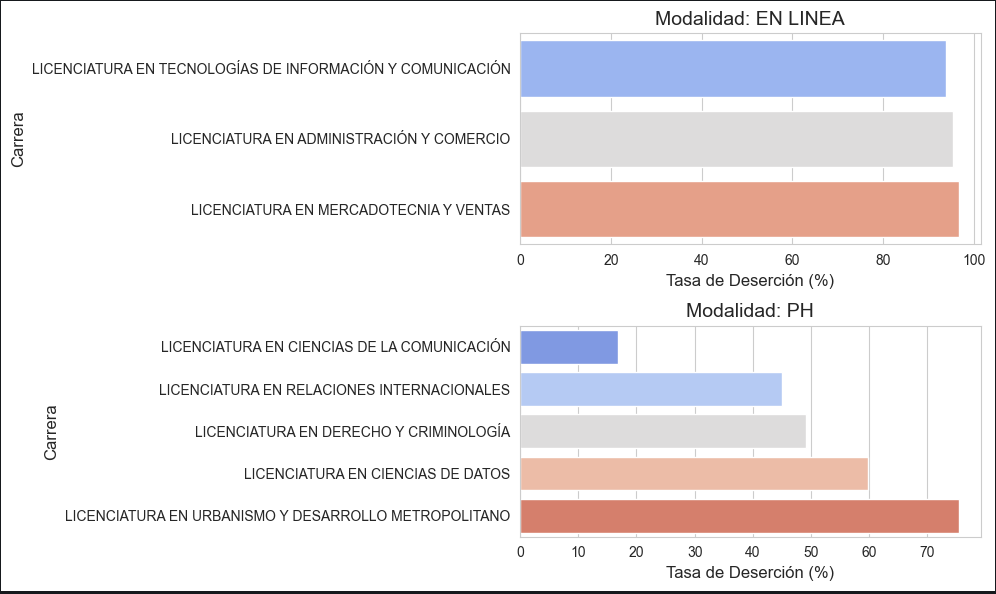 Modalidad: EN LINEA
Carrera
LICENCIATURA EN TECNOLOGÍAS DE INFORMACIÓN Y COMUNICACIÓN
LICENCIATURA EN ADMINISTRACIÓN Y COMERCIO
LICENCIATURA EN MERCADOTECNIA Y VENTAS
0 20 40 60 80 100
Tasa de Deserción (%)
Modalidad: PH
Carrera
LICENCIATURA EN CIENCIAS DE LA COMUNICACIÓN
LICENCIATURA EN RELACIONES INTERNACIONALES
LICENCIATURA EN DERECHO Y CRIMINOLOGÍA
LICENCIATURA EN CIENCIAS DE DATOS
LICENCIATURA EN URBANISMO Y DESARROLLO METROPOLITANO
0 10 20 30 40 50 60 70
Tasa de Deserción (%)